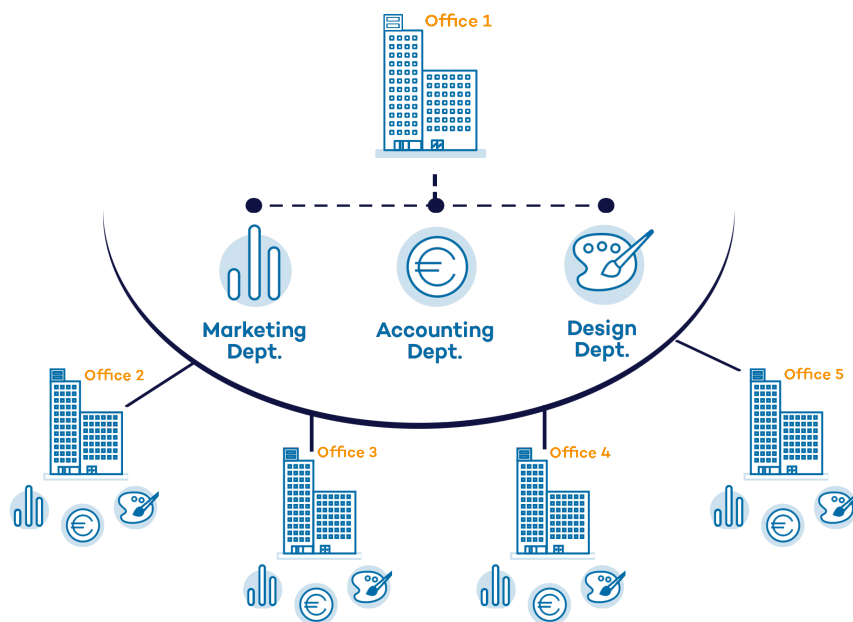 Office 1
Marketing
Dept.
Accounting
Dept.
Design
Dept.
Office 2
Office 3
Office 4
Office 5